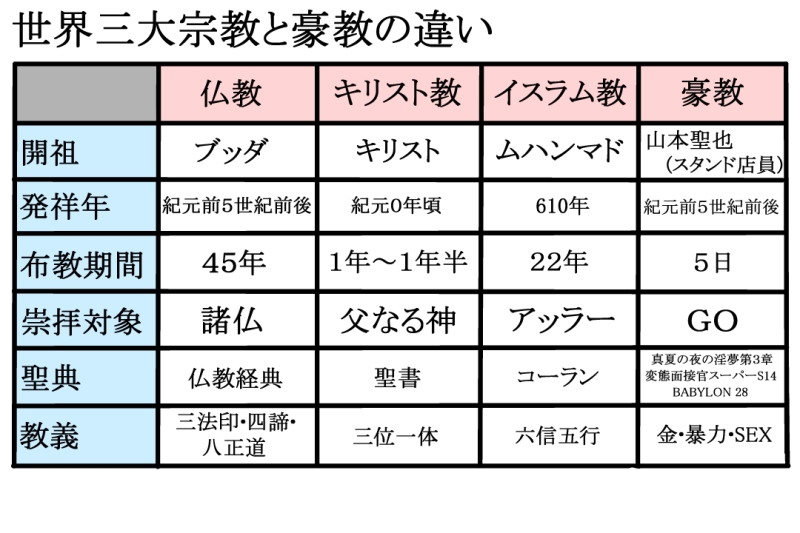 世界三大宗教と豪教の違い
仏教 キリスト教 イスラム教 豪教
開祖 ブッダ キリスト ムハンマド 山本聖也
(スタンド店員)
発祥年 紀元前5世紀前後 紀元0年頃 610年 紀元前5世紀前後
布教期間 45年 1年～1年半 22年 5日
崇拝対象 諸仏 父なる神 アッラー GO
聖典 仏教経典 聖書 コーラン 真夏の夜の淫夢第3章
変態面接官スーパーS14
BABYLON 28
教義 三法印・四諦・
八正道 三位一体 六信五行 金・暴力・SEX